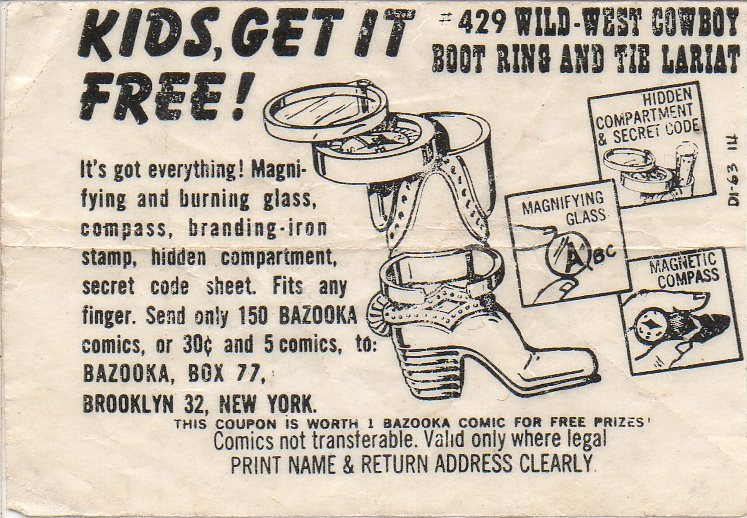 KIDS, GET IT
FREE!
#429 WILD-WEST COWBOY
BOOT RING AND TIE LARIAT
It's got everything! Magni-
fying and burning glass,
compass, branding-iron
stamp, hidden compartment,
secret code sheet. Fits any
finger. Send only 150 BAZOOKA
comics, or 30¢ and 5 comics, to:
BAZOOKA, BOX 77,
BROOKLYN 32, NEW YORK.
HIDDEN
COMPARTMENT
& SECRET CODE
MAGNIFYING
GLASS
A/BC
MAGNETIC
COMPASS
D1-63 114
THIS COUPON IS WORTH 1 BAZOOKA COMIC FOR FREE PRIZES'
Comics not transferable. Valid only where legal
PRINT NAME & RETURN ADDRESS CLEARLY.